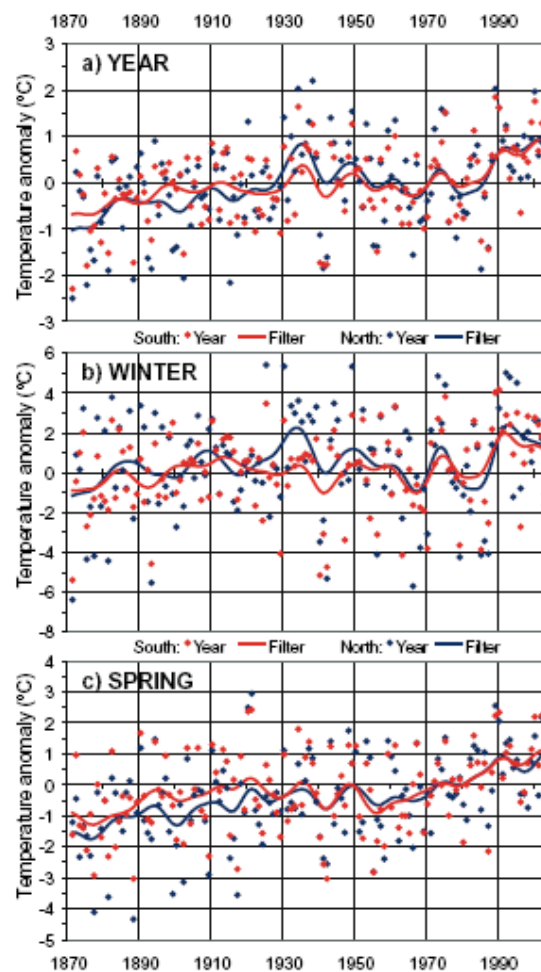 1870 1890 1910 1930 1950 1970 1990
3
a) YEAR
2
1
0
-1
-2
-3
Temperature anomaly (ºC)
South: Year Filter North: Year Filter
6
b) WINTER
4
2
0
-2
-4
-6
-8
Temperature anomaly (ºC)
South: Year Filter North: Year Filter
4
c) SPRING
3
2
1
0
-1
-2
-3
-4
-5
Temperature anomaly (ºC)
1870 1890 1910 1930 1950 1970 1990